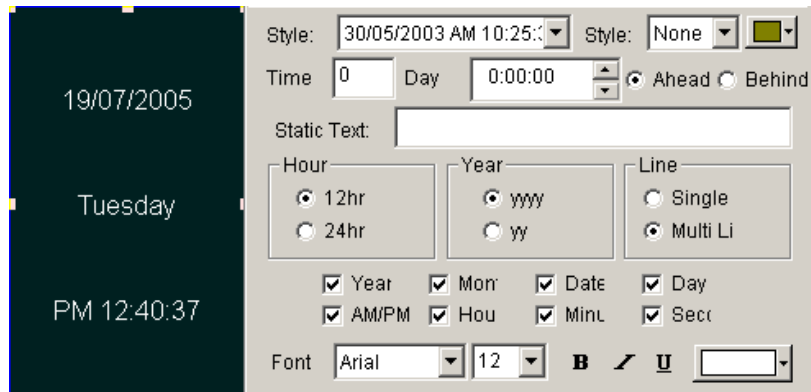 19/07/2005
Tuesday
PM 12:40:37
Style: 30/05/2003 AM 10:25: Style: None
Time 0 Day 0:00:00 Ahead Behind
Static Text:
Hour Year Line
12hr yyyy Single
24hr yy Multi Li
Year Mon Date Day
AM/PM Hou Minu Seco
Font Arial 12 B I U